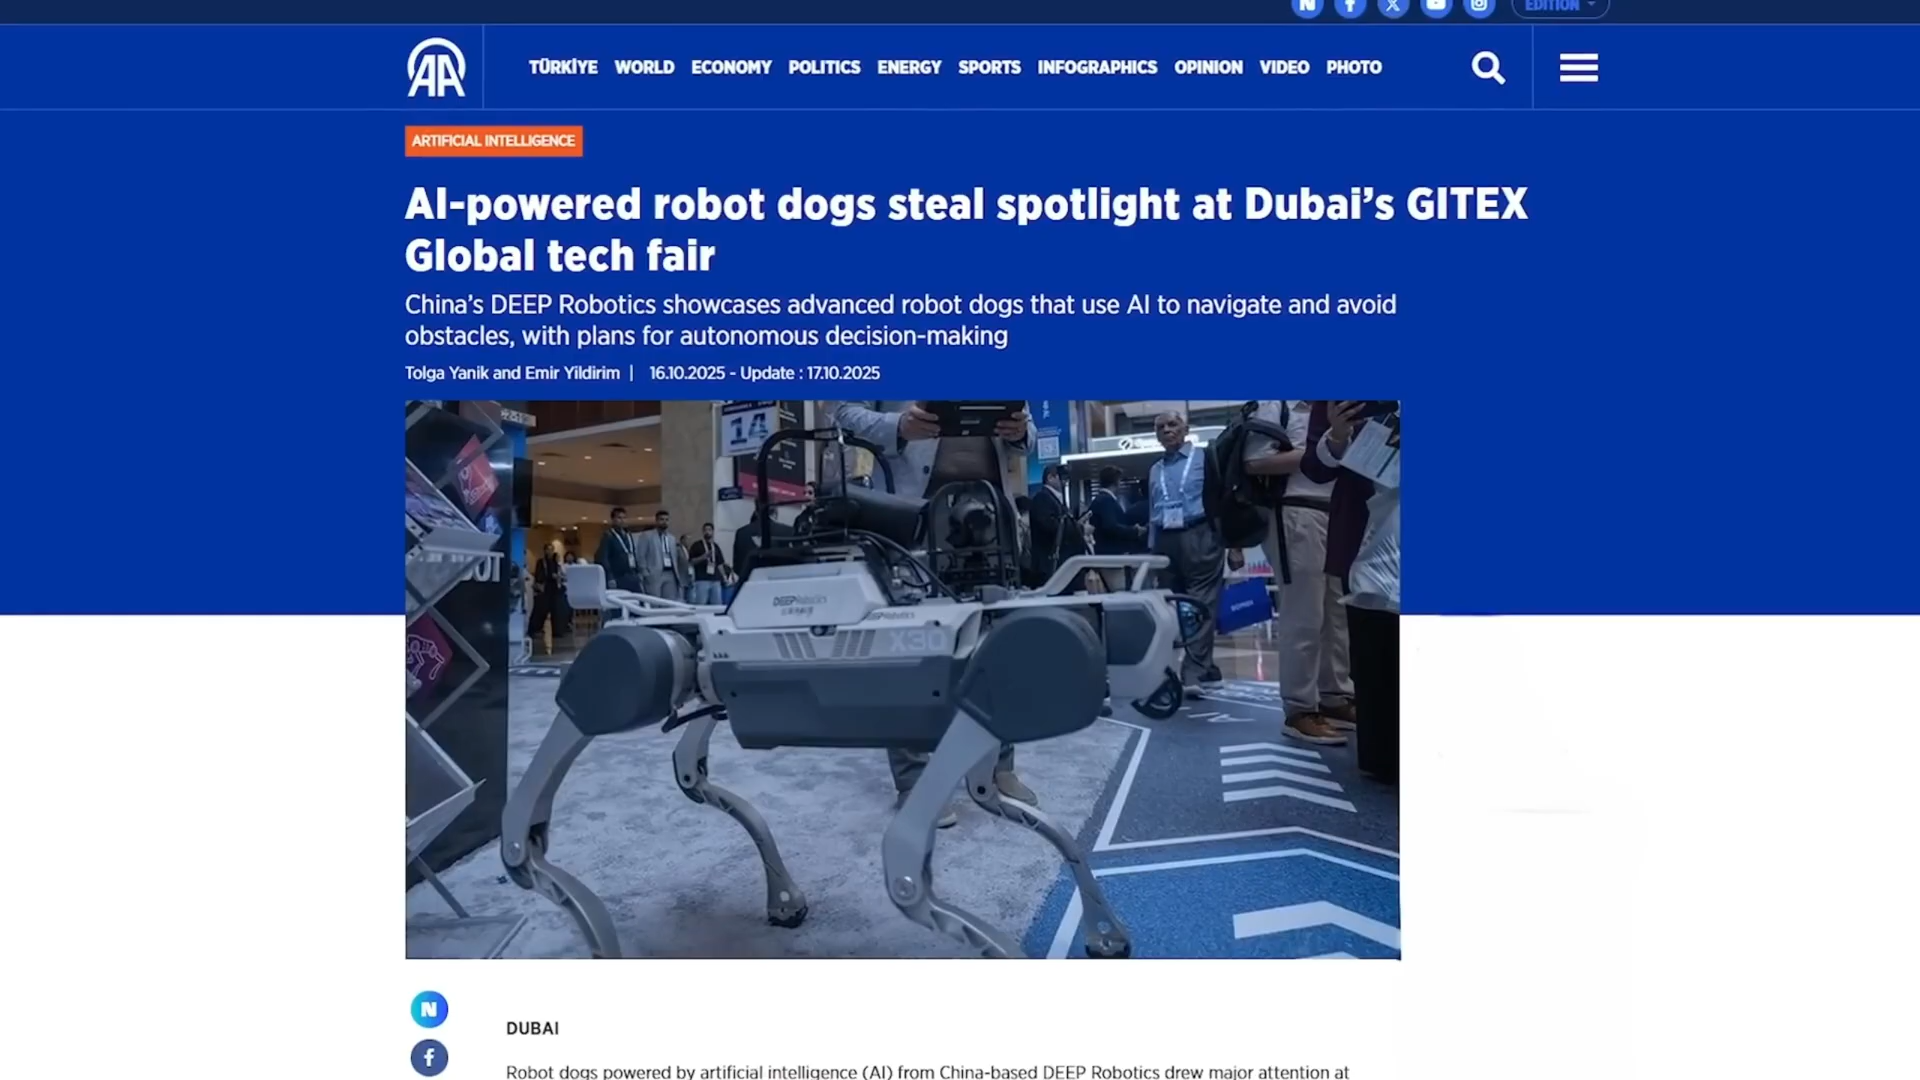 EDITION
AA
TÜRKİYE WORLD ECONOMY POLITICS ENERGY SPORTS INFOGRAPHICS OPINION VIDEO PHOTO
ARTIFICIAL INTELLIGENCE
AI-powered robot dogs steal spotlight at Dubai’s GITEX
Global tech fair
China’s DEEP Robotics showcases advanced robot dogs that use AI to navigate and avoid
obstacles, with plans for autonomous decision-making
Tolga Yanik and Emir Yildirim | 16.10.2025 - Update : 17.10.2025
14
DEEPRobotics
DEEPRobotics
X30
N
DUBAI
f
Robot dogs powered by artificial intelligence (AI) from China-based DEEP Robotics drew major attention at